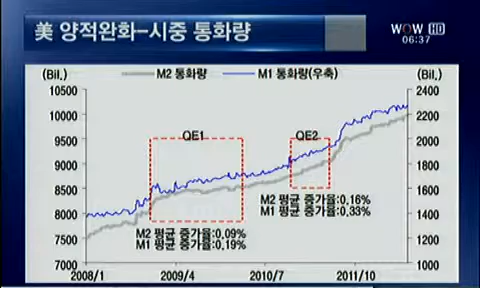 美 양적완화-시중 통화량
WOW HD
06:37
(Bil.)
M2 통화량
M1 통화량(우축)
(Bil.)
10500
10000
9500
9000
8500
8000
7500
7000
2400
2200
2000
1800
1600
1400
1200
1000
QE1
QE2
M2 평균 증가율:0.16%
M1 평균 증가율:0.33%
M2 평균 증가율:0.09%
M1 평균 증가율:0.19%
2008/1
2009/4
2010/7
2011/10